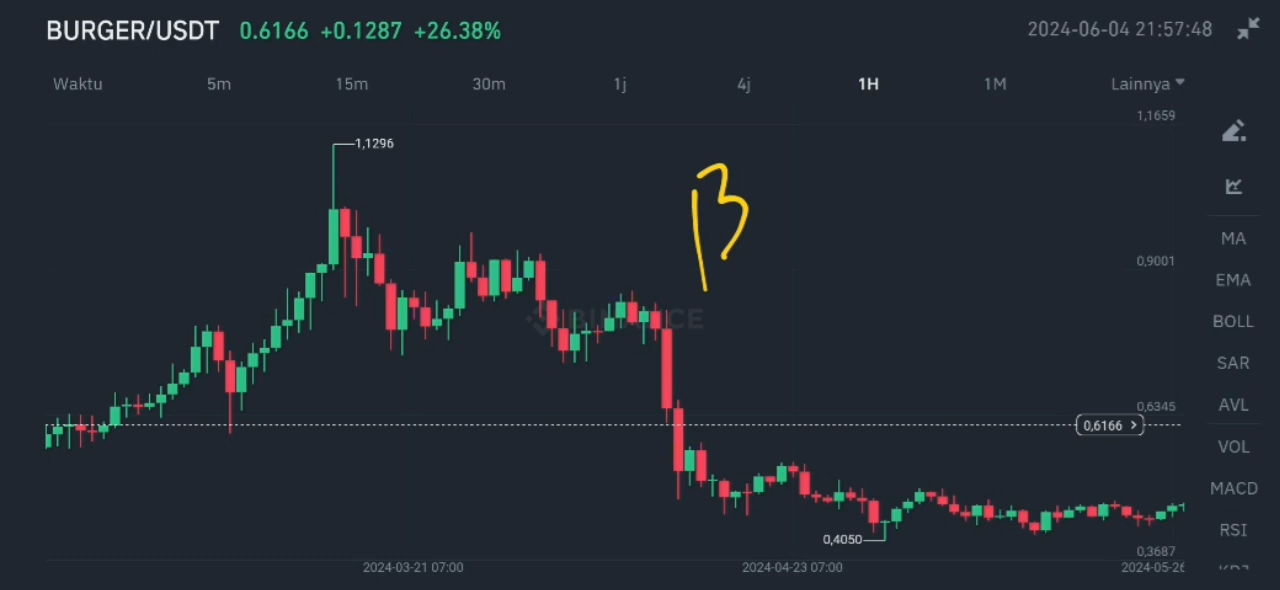 BURGER/USDT 0.6166 +0.1287 +26.38% 2024-06-04 21:57:48
Waktu 5m 15m 30m 1j 4j 1H 1M Lainnya
1,1659
1,1296
B
MA
0,9001
EMA
BOLL
BINANCE
SAR
0,6345
AVL
0,6166 >
VOL
MACD
RSI
0,4050
0,3687
2024-03-21 07:00 2024-04-23 07:00 2024-05-26